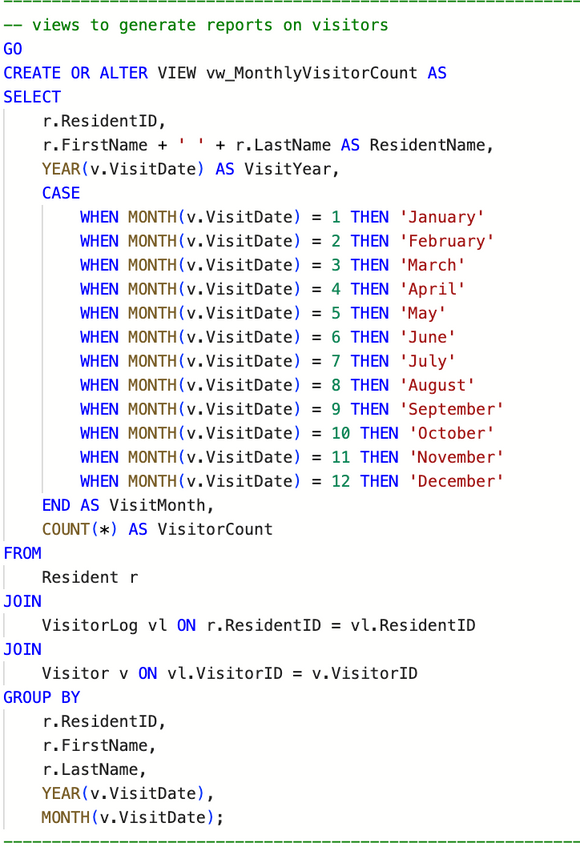 -- views to generate reports on visitors
GO
CREATE OR ALTER VIEW vw_MonthlyVisitorCount AS
SELECT
    r.ResidentID,
    r.FirstName + ' ' + r.LastName AS ResidentName,
    YEAR(v.VisitDate) AS VisitYear,
    CASE
        WHEN MONTH(v.VisitDate) = 1 THEN 'January'
        WHEN MONTH(v.VisitDate) = 2 THEN 'February'
        WHEN MONTH(v.VisitDate) = 3 THEN 'March'
        WHEN MONTH(v.VisitDate) = 4 THEN 'April'
        WHEN MONTH(v.VisitDate) = 5 THEN 'May'
        WHEN MONTH(v.VisitDate) = 6 THEN 'June'
        WHEN MONTH(v.VisitDate) = 7 THEN 'July'
        WHEN MONTH(v.VisitDate) = 8 THEN 'August'
        WHEN MONTH(v.VisitDate) = 9 THEN 'September'
        WHEN MONTH(v.VisitDate) = 10 THEN 'October'
        WHEN MONTH(v.VisitDate) = 11 THEN 'November'
        WHEN MONTH(v.VisitDate) = 12 THEN 'December'
    END AS VisitMonth,
    COUNT(*) AS VisitorCount
FROM
    Resident r
JOIN
    VisitorLog vl ON r.ResidentID = vl.ResidentID
JOIN
    Visitor v ON vl.VisitorID = v.VisitorID
GROUP BY
    r.ResidentID,
    r.FirstName,
    r.LastName,
    YEAR(v.VisitDate),
    MONTH(v.VisitDate);